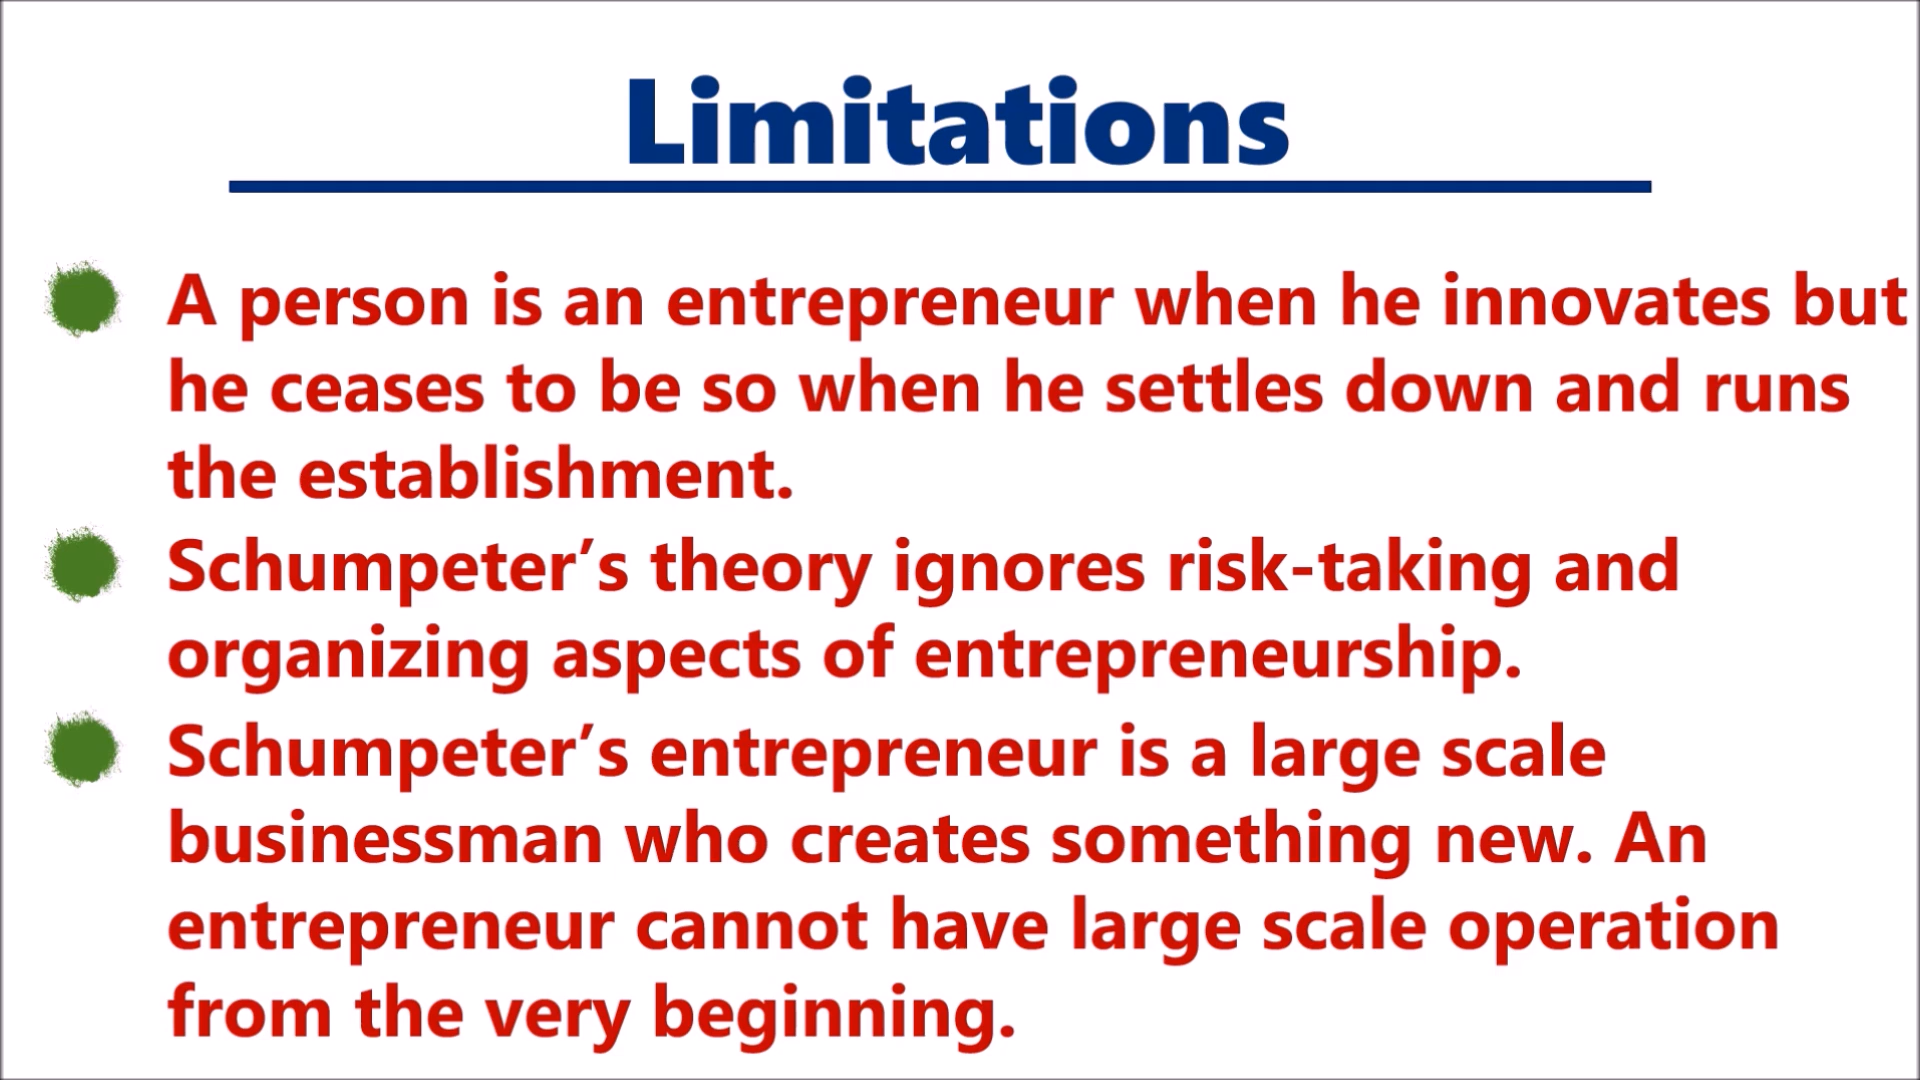 Limitations
A person is an entrepreneur when he innovates but
he ceases to be so when he settles down and runs
the establishment.
Schumpeter’s theory ignores risk-taking and
organizing aspects of entrepreneurship.
Schumpeter’s entrepreneur is a large scale
businessman who creates something new. An
entrepreneur cannot have large scale operation
from the very beginning.